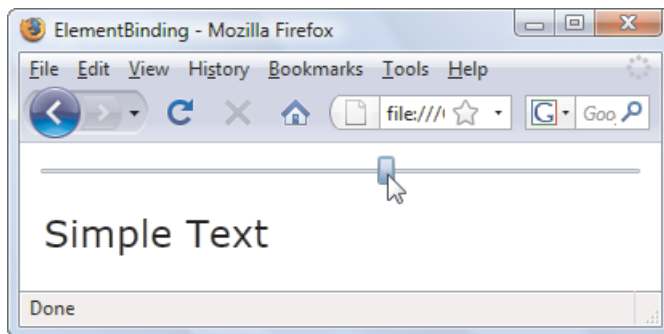 ElementBinding - Mozilla Firefox
File Edit View History Bookmarks Tools Help
file:///( G Goo
Simple Text
Done